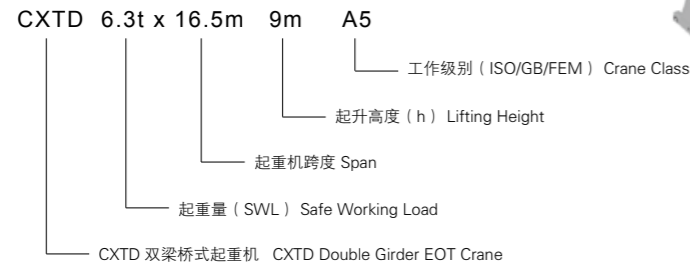 CXTD 6.3t x 16.5m 9m A5
工作级别（ISO/GB/FEM） Crane Class
起升高度（h）Lifting Height
起重机跨度 Span
起重量（SWL）Safe Working Load
CXTD 双梁桥式起重机 CXTD Double Girder EOT Crane